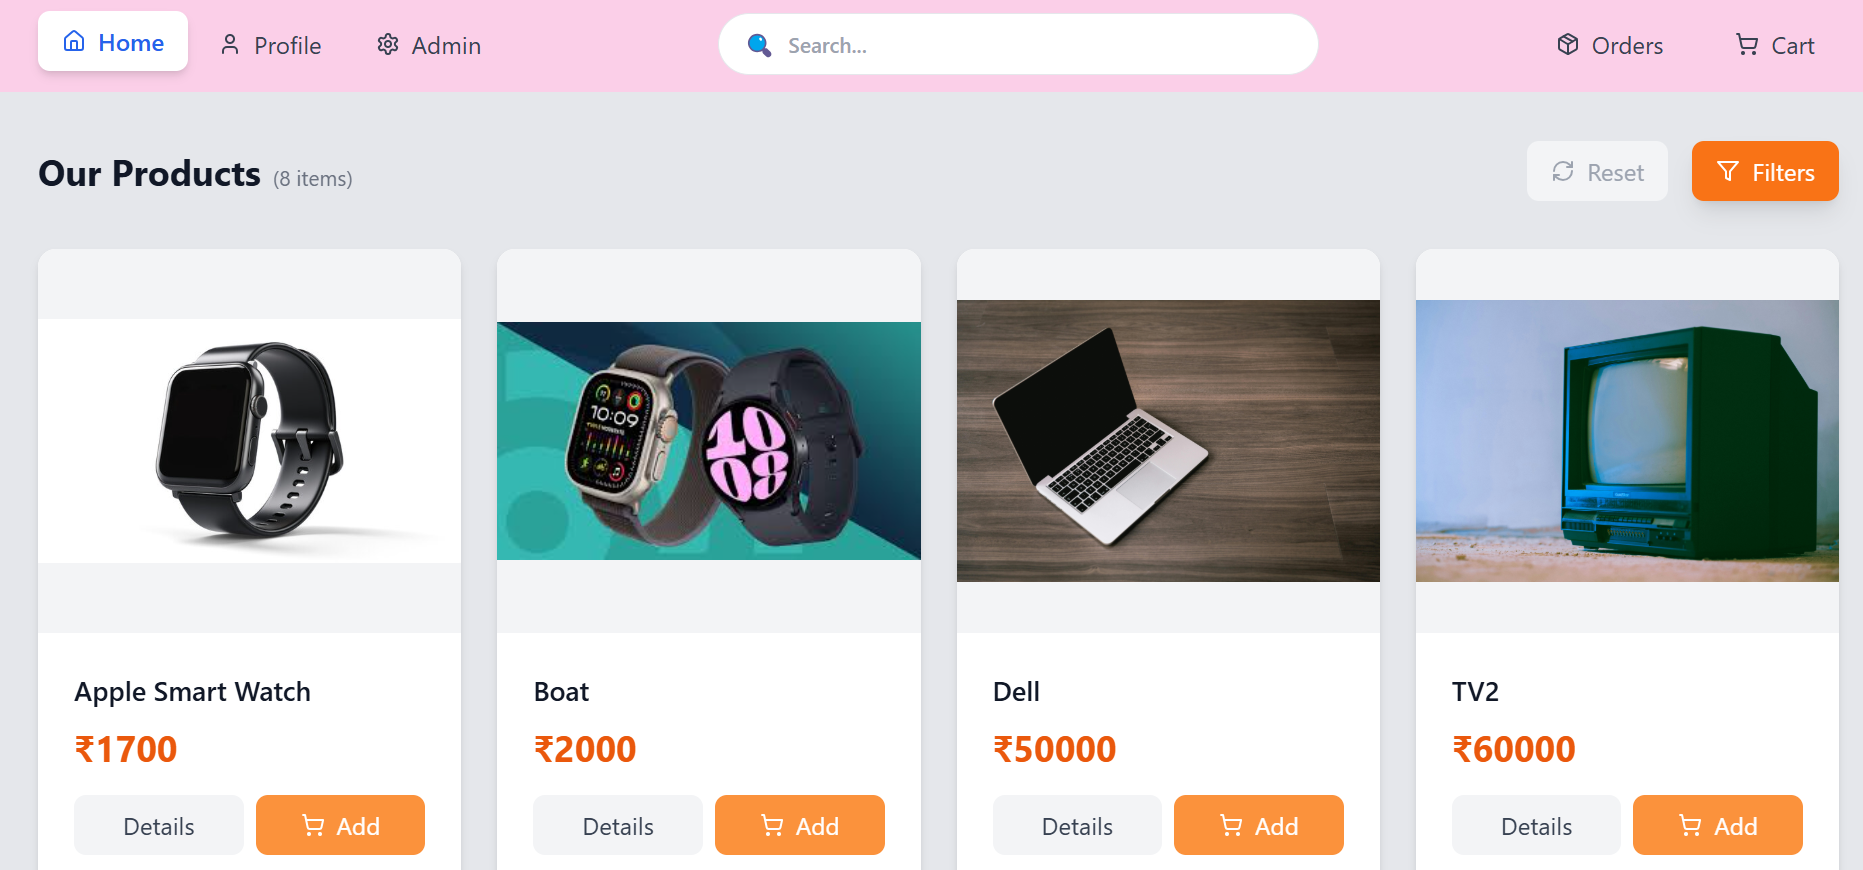 Home Profile Admin Search... Orders Cart
Our Products (8 items) Reset Filters
10:09
10
08
Apple Smart Watch Boat Dell TV2
₹1700 ₹2000 ₹50000 ₹60000
Details Add Details Add Details Add Details Add